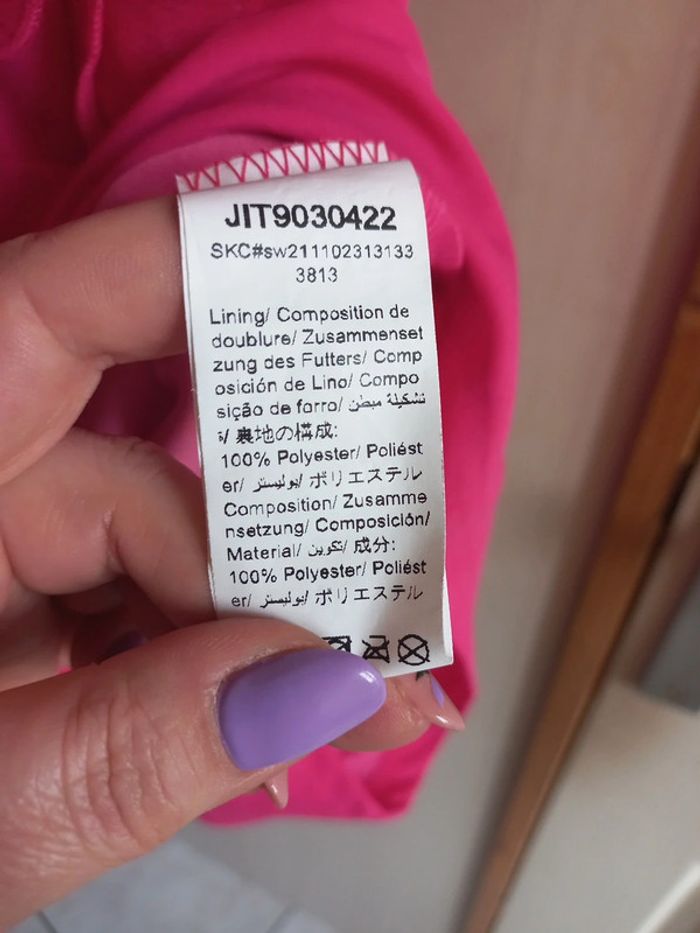 JIT9030422
SKC#sw211102313133
3813
Lining/ Composition de
doublure/ Zusammenset
zung des Futters/ Comp
osición de Lino/ Compo
sição de forro/ تشكيلة مبطن
/ 裏地の構成:
100% Polyester/ Poliést
er/ بوليستر/ ポリエステル
Composition/ Zusamme
nsetzung/ Composición/
Material/ تكوين/ 成分:
100% Polyester/ Poliést
er/ بوليستر/ ポリエステル